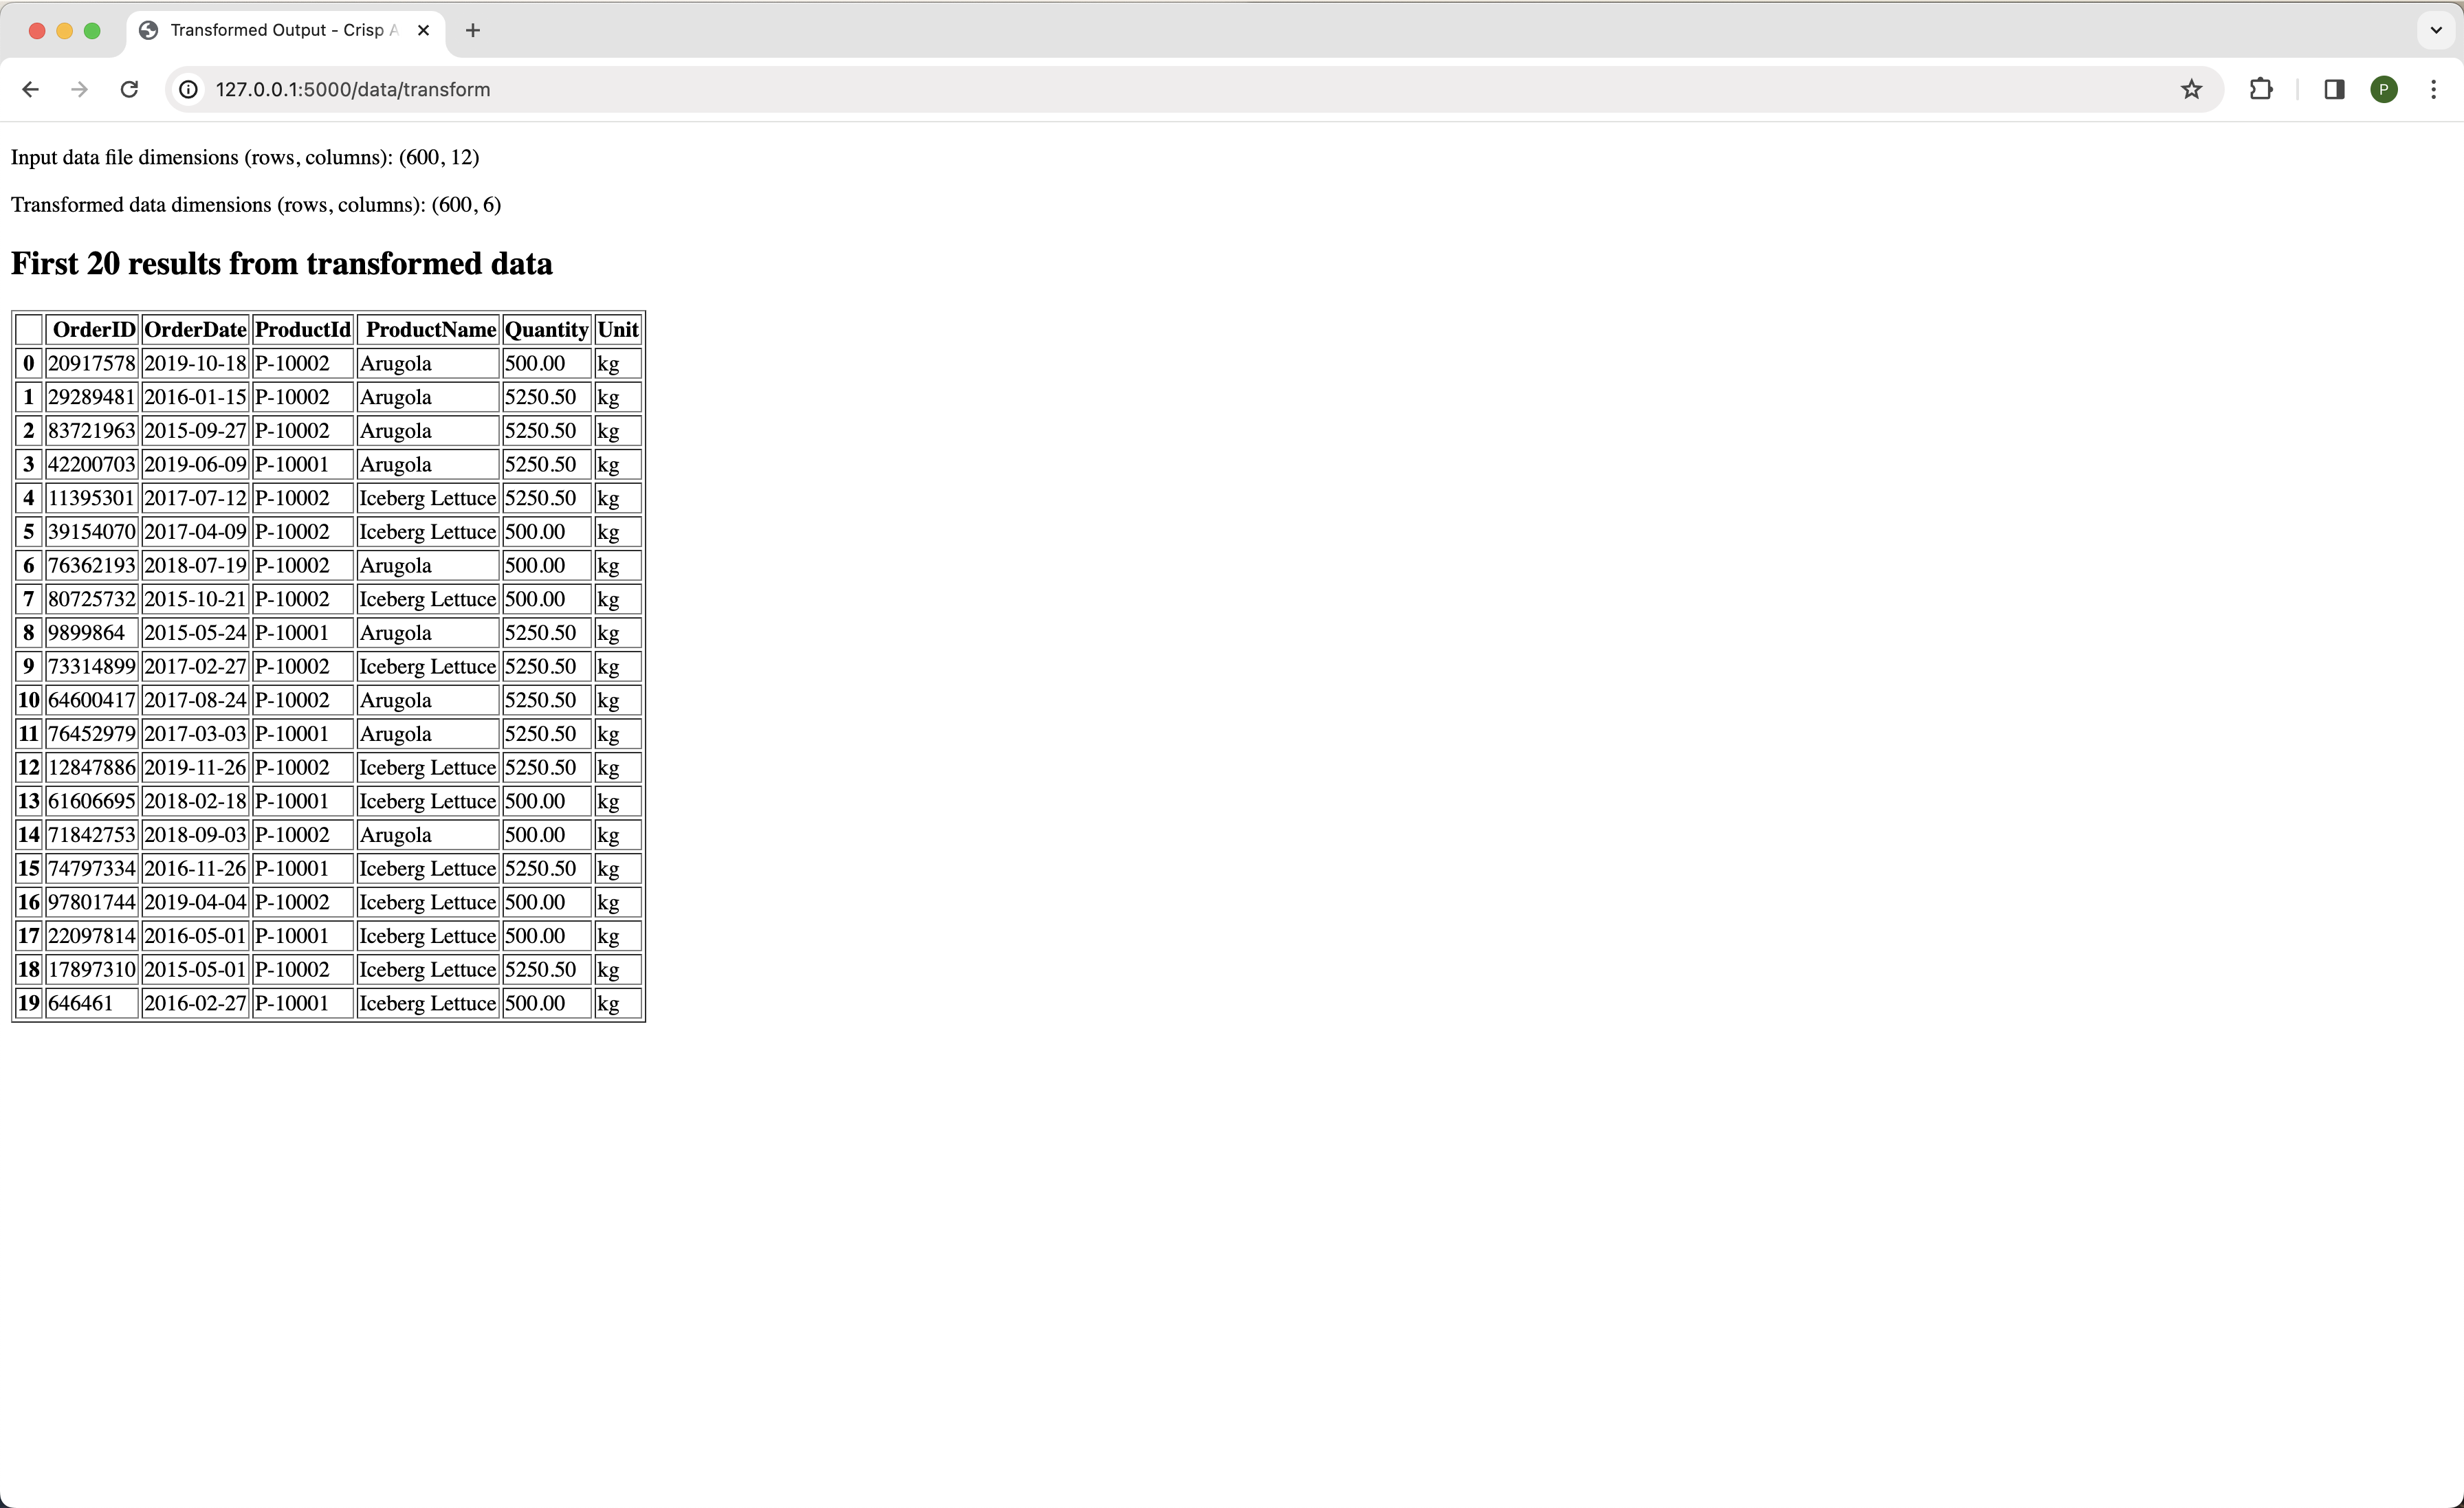 Transformed Output - Crisp A
127.0.0.1:5000/data/transform
P
Input data file dimensions (rows, columns): (600, 12)
Transformed data dimensions (rows, columns): (600, 6)
First 20 results from transformed data
OrderID OrderDate ProductId ProductName Quantity Unit
0 20917578 2019-10-18 P-10002 Arugola 500.00 kg
1 29289481 2016-01-15 P-10002 Arugola 5250.50 kg
2 83721963 2015-09-27 P-10002 Arugola 5250.50 kg
3 42200703 2019-06-09 P-10001 Arugola 5250.50 kg
4 11395301 2017-07-12 P-10002 Iceberg Lettuce 5250.50 kg
5 39154070 2017-04-09 P-10002 Iceberg Lettuce 500.00 kg
6 76362193 2018-07-19 P-10002 Arugola 500.00 kg
7 80725732 2015-10-21 P-10002 Iceberg Lettuce 500.00 kg
8 9899864 2015-05-24 P-10001 Arugola 5250.50 kg
9 73314899 2017-02-27 P-10002 Iceberg Lettuce 5250.50 kg
10 64600417 2017-08-24 P-10002 Arugola 5250.50 kg
11 76452979 2017-03-03 P-10001 Arugola 5250.50 kg
12 12847886 2019-11-26 P-10002 Iceberg Lettuce 5250.50 kg
13 61606695 2018-02-18 P-10001 Iceberg Lettuce 500.00 kg
14 71842753 2018-09-03 P-10002 Arugola 500.00 kg
15 74797334 2016-11-26 P-10001 Iceberg Lettuce 5250.50 kg
16 97801744 2019-04-04 P-10002 Iceberg Lettuce 500.00 kg
17 22097814 2016-05-01 P-10001 Iceberg Lettuce 500.00 kg
18 17897310 2015-05-01 P-10002 Iceberg Lettuce 5250.50 kg
19 646461 2016-02-27 P-10001 Iceberg Lettuce 500.00 kg